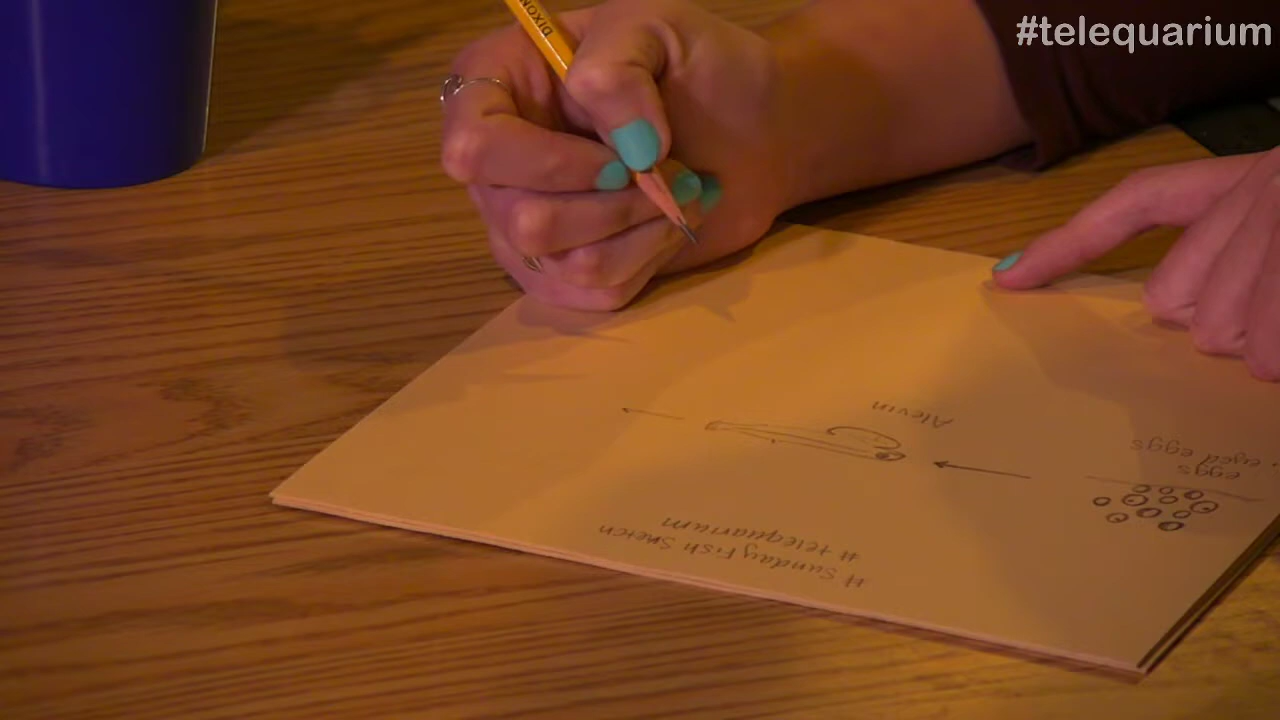 #telequarium
DIXON
#Sunday Fish Sketch
#telequarium
eggs
eyed eggs
Alevin